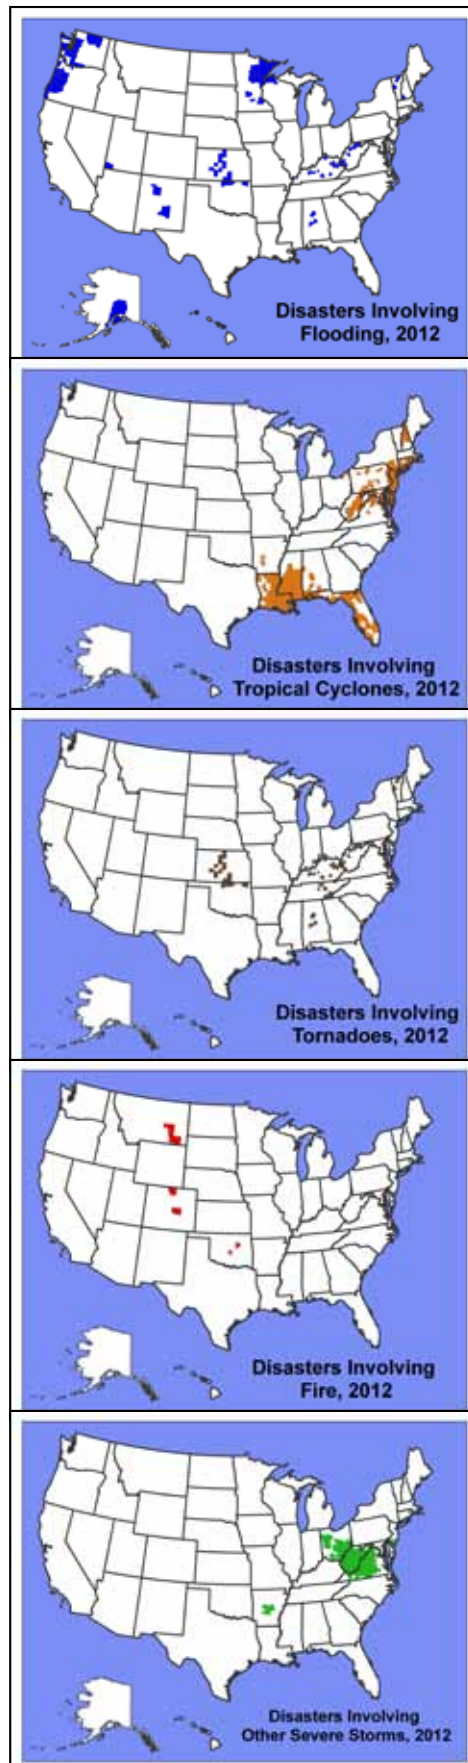 Disasters Involving
Flooding, 2012
Disasters Involving
Tropical Cyclones, 2012
Disasters Involving
Tornadoes, 2012
Disasters Involving
Fire, 2012
Disasters Involving
Other Severe Storms, 2012